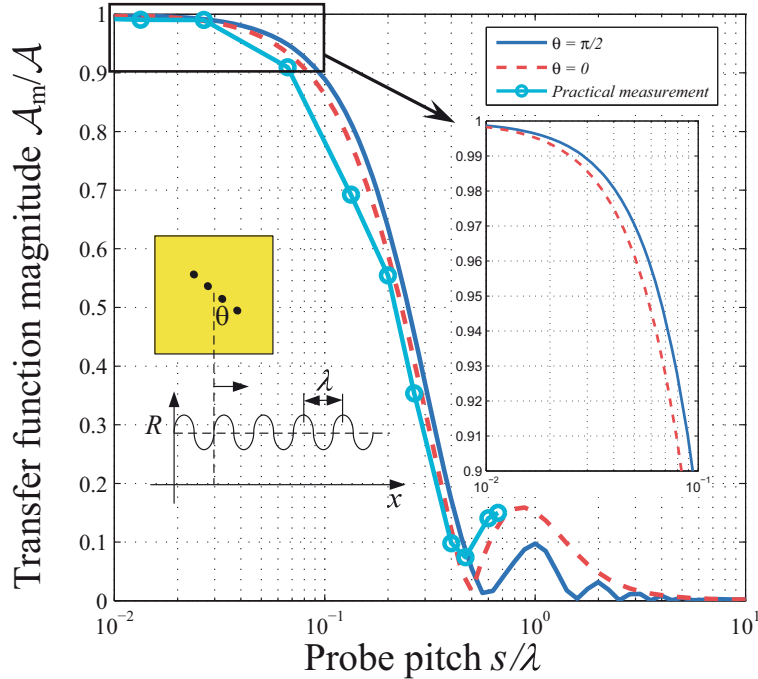 Transfer function magnitude 𝒜m/𝒜
1
0.9
0.8
0.7
0.6
0.5
0.4
0.3
0.2
0.1
0
10⁻² 10⁻¹ 10⁰ 10¹
Probe pitch s/λ
θ = π/2
θ = 0
Practical measurement
1
0.99
0.98
0.97
0.96
0.95
0.94
0.93
0.92
0.91
0.9
10⁻² 10⁻¹
θ
λ
R
x